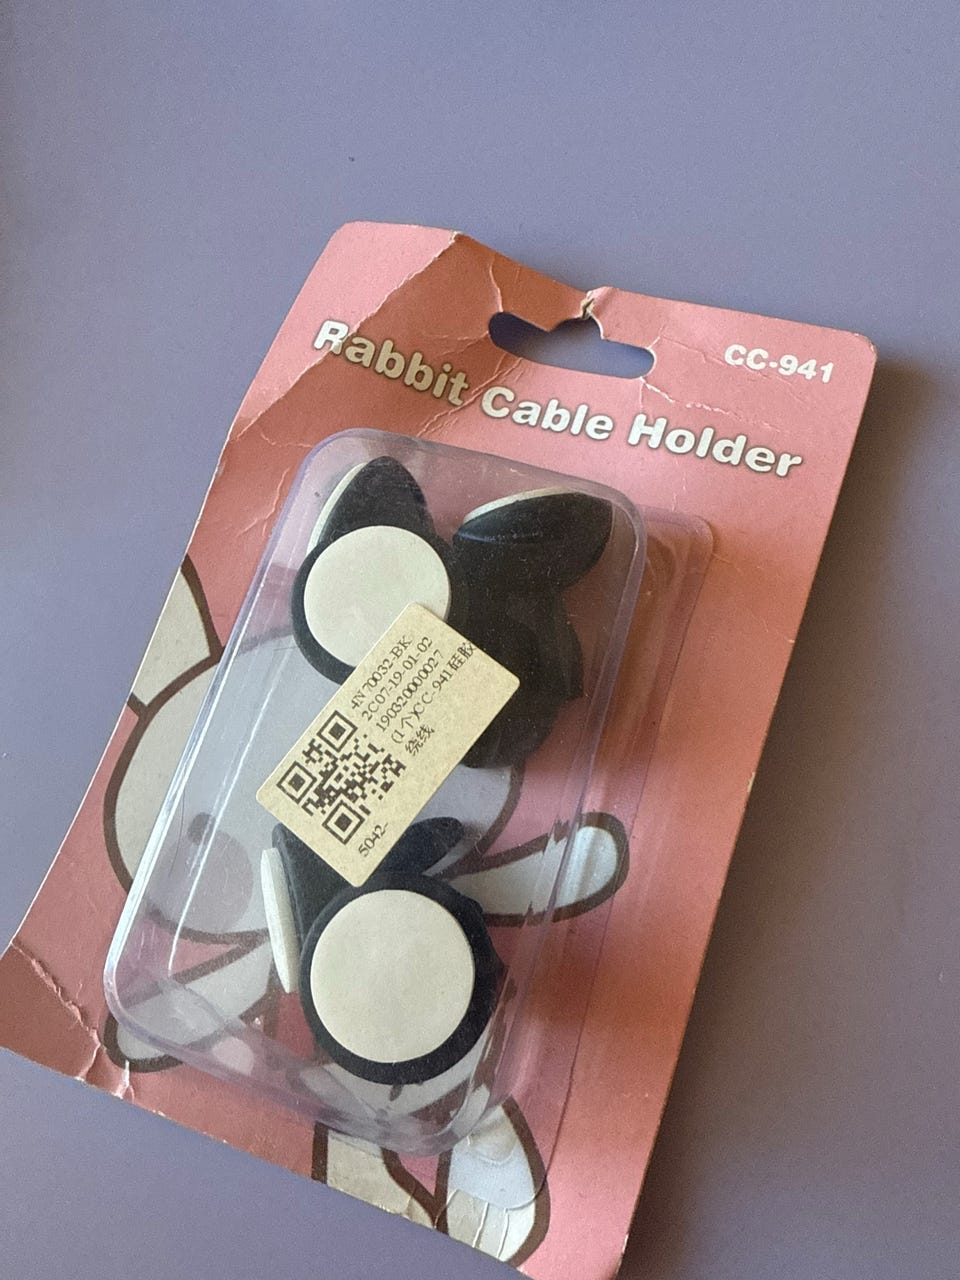 CC-941
Rabbit Cable Holder
4N70032-BK
2C07-19-01-02
190320000027
(1个)CC-941硅胶
绕线
5042-